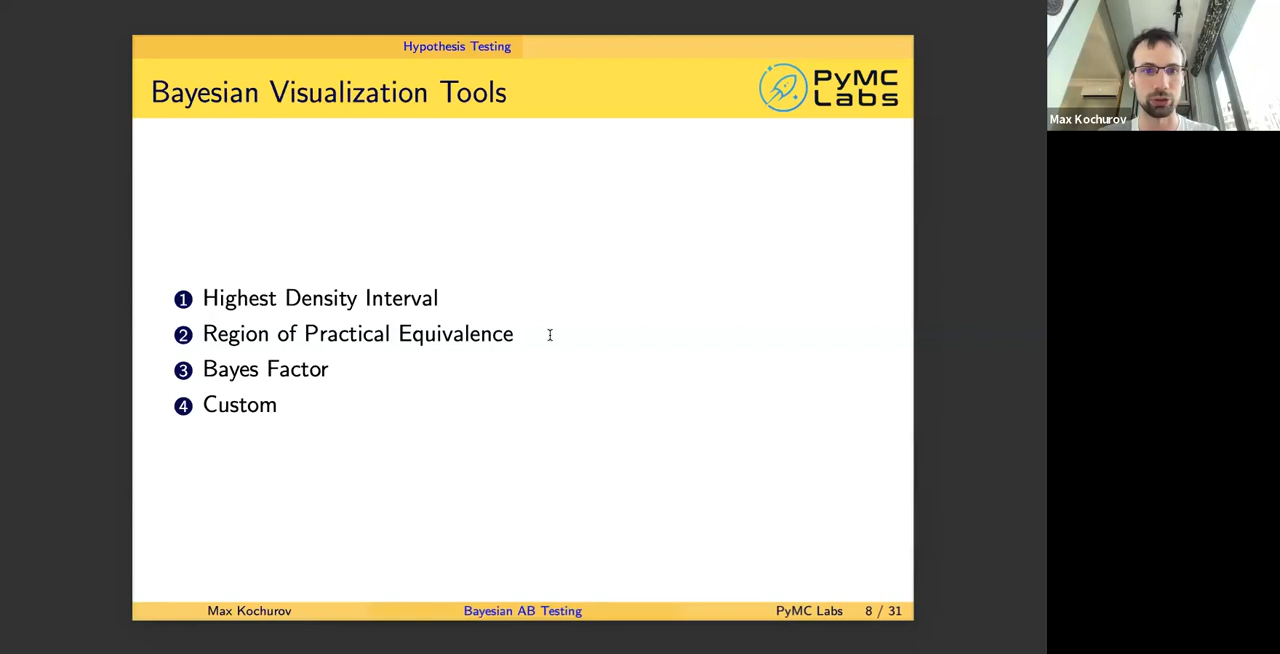 Hypothesis Testing
Bayesian Visualization Tools
PyMC
Labs
1 Highest Density Interval
2 Region of Practical Equivalence
3 Bayes Factor
4 Custom
Max Kochurov Bayesian AB Testing PyMC Labs 8 / 31
Max Kochurov